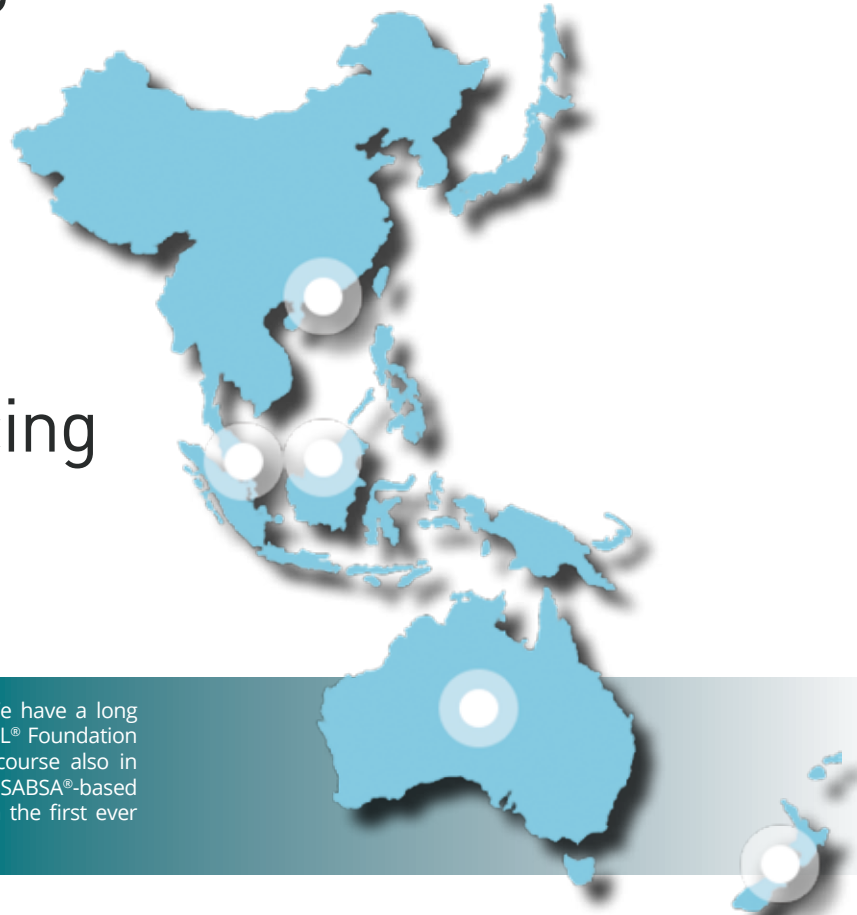 ing
e have a long
L® Foundation
course also in
SABSA®-based
the first ever